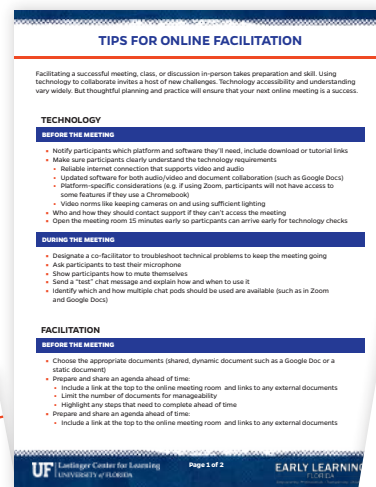 TIPS FOR ONLINE FACILITATION
Facilitating a successful meeting, class, or discussion in-person takes preparation and skill. Using
technology to collaborate invites a host of new challenges. Technology accessibility and understanding
vary widely. But thoughtful planning and practice will ensure that your next online meeting is a success.
TECHNOLOGY
BEFORE THE MEETING
• Notify participants which platform and software they'll need, include download or tutorial links
• Make sure participants clearly understand the technology requirements
• Reliable internet connection that supports video and audio
• Updated software for both audio/video and document collaboration (such as Google Docs)
• Platform-specific considerations (e.g. if using Zoom, participants will not have access to
some features if they use a Chromebook)
• Video norms like keeping cameras on and using sufficient lighting
• Who and how they should contact support if they can't access the meeting
• Open the meeting room 15 minutes early so particpants can arrive early for technology checks
DURING THE MEETING
• Designate a co-facilitator to troubleshoot technical problems to keep the meeting going
• Ask participants to test their microphone
• Show participants how to mute themselves
• Send a "test" chat message and explain how and when to use it
• Identify which and how multiple chat pods should be used are available (such as in Zoom
and Google Docs)
FACILITATION
BEFORE THE MEETING
• Choose the appropriate documents (shared, dynamic document such as a Google Doc or a
static document)
• Prepare and share an agenda ahead of time:
• Include a link at the top to the online meeting room and links to any external documents
• Limit the number of documents for manageability
• Highlight any steps that need to complete ahead of time
• Prepare and share an agenda ahead of time:
• Include a link at the top to the online meeting room and links to any external documents
UF Lastinger Center for Learning
UNIVERSITY of FLORIDA
Page 1 of 2
EARLY LEARNING
FLORIDA